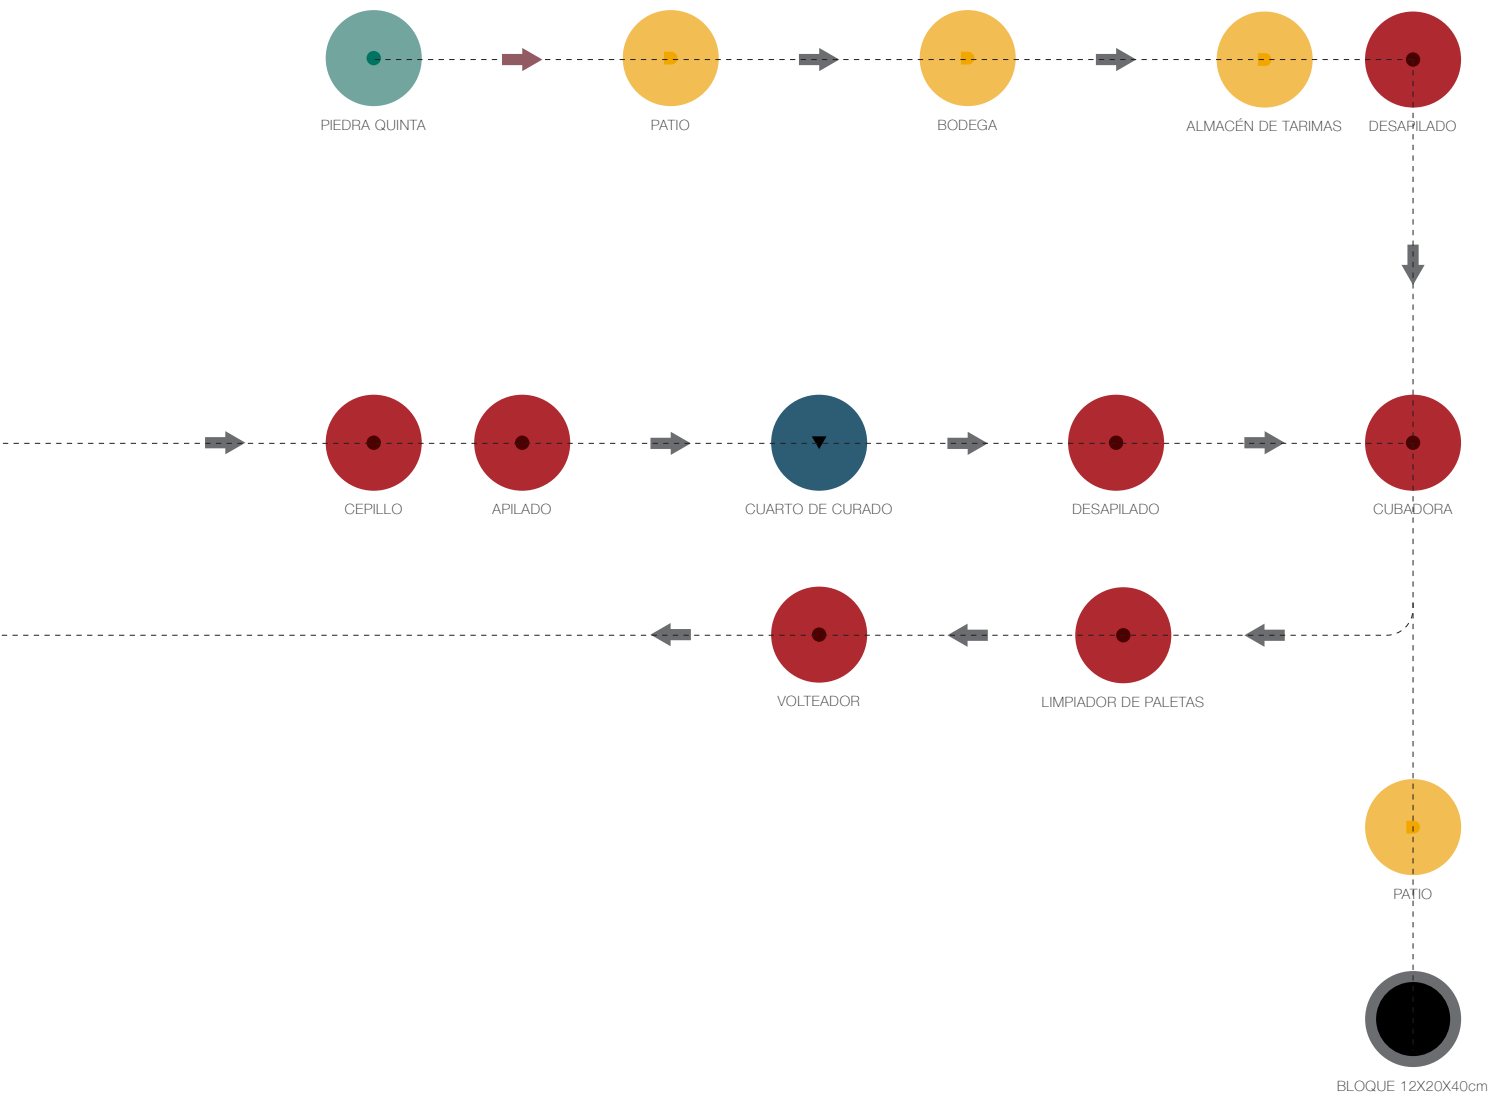 PIEDRA QUINTA
PATIO
BODEGA
ALMACÉN DE TARIMAS
DESAPILADO
CEPILLO
APILADO
CUARTO DE CURADO
DESAPILADO
CUBADORA
VOLTEADOR
LIMPIADOR DE PALETAS
PATIO
BLOQUE 12X20X40cm